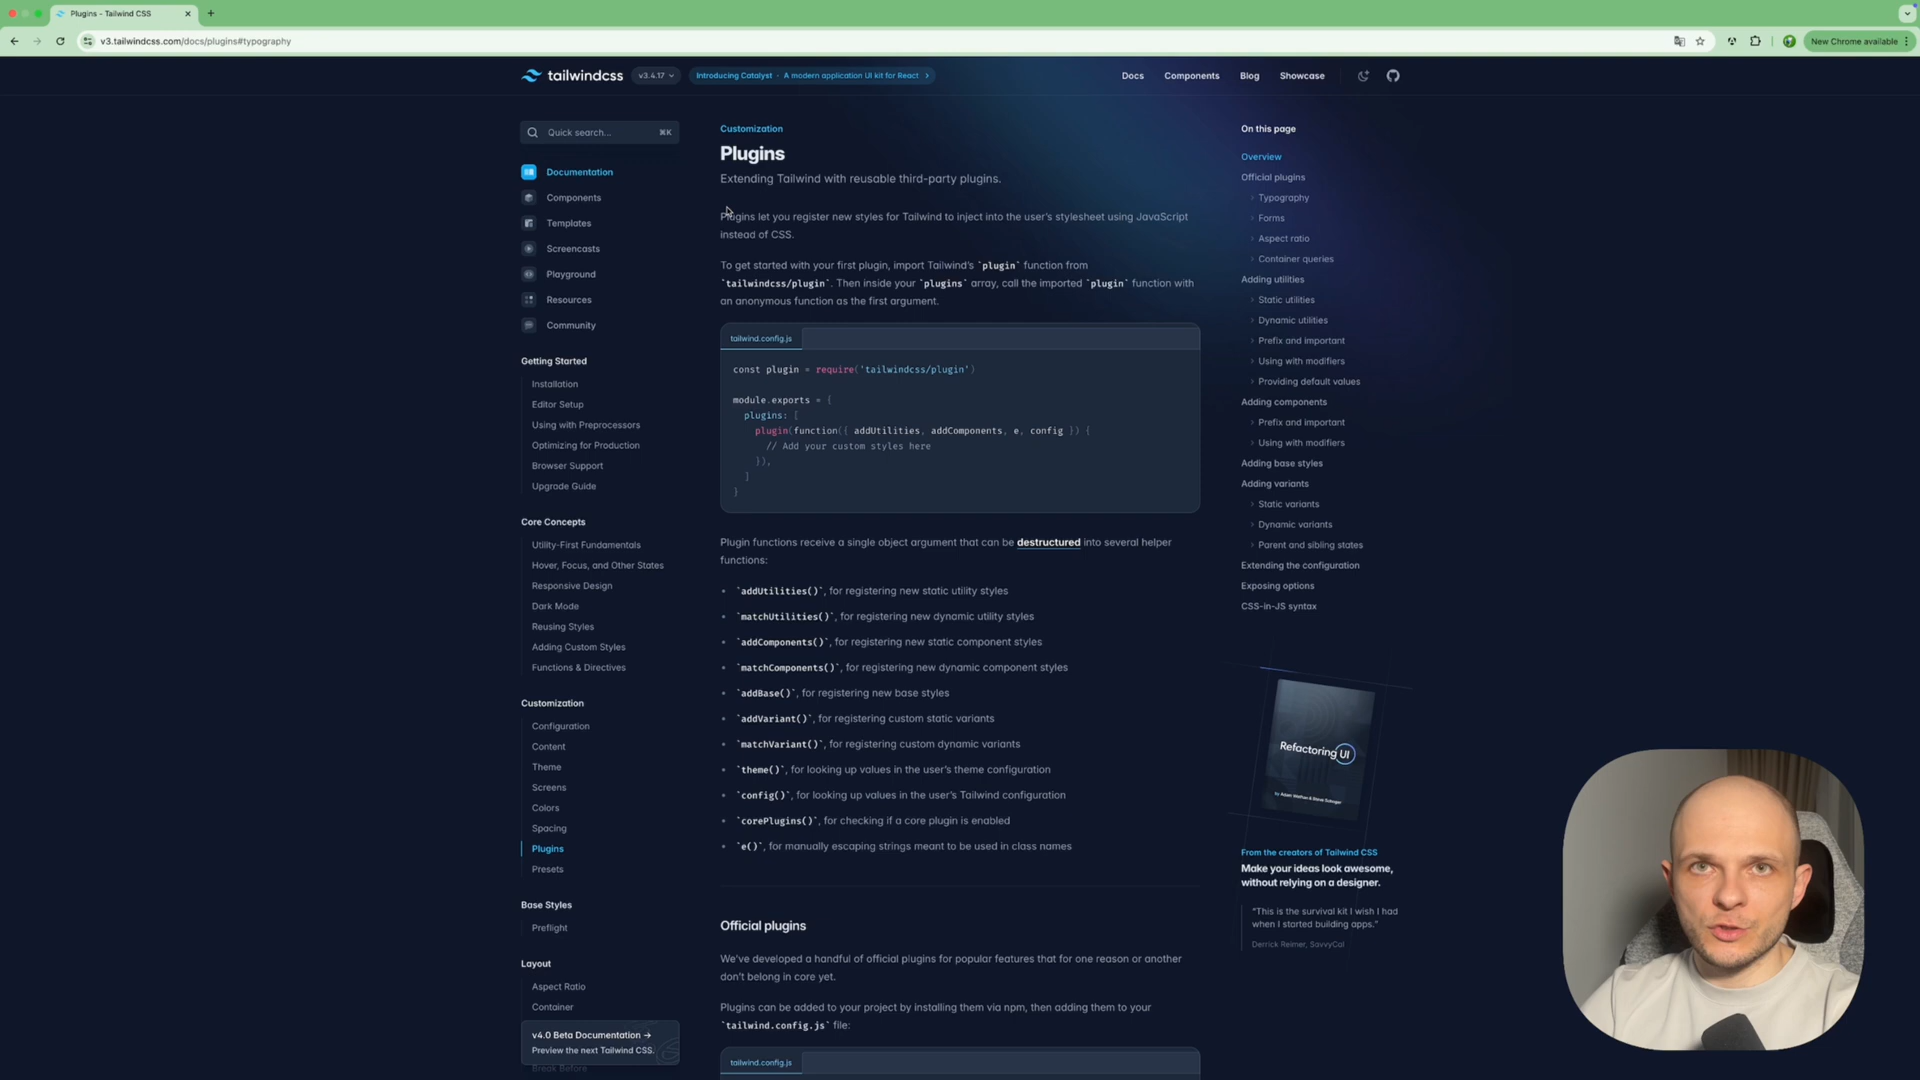 Plugins - Tailwind CSS
v3.tailwindcss.com/docs/plugins#typography
New Chrome available
tailwindcss
v3.4.17
Introducing Catalyst · A modern application UI kit for React
Docs
Components
Blog
Showcase
Quick search...
⌘K
Documentation
Components
Templates
Screencasts
Playground
Resources
Community
Getting Started
Installation
Editor Setup
Using with Preprocessors
Optimizing for Production
Browser Support
Upgrade Guide
Core Concepts
Utility-First Fundamentals
Hover, Focus, and Other States
Responsive Design
Dark Mode
Reusing Styles
Adding Custom Styles
Functions & Directives
Customization
Configuration
Content
Theme
Screens
Colors
Spacing
Plugins
Presets
Base Styles
Preflight
Layout
Aspect Ratio
Container
v4.0 Beta Documentation →
Preview the next Tailwind CSS.
Break Before
Customization
Plugins
Extending Tailwind with reusable third-party plugins.
Plugins let you register new styles for Tailwind to inject into the user's stylesheet using JavaScript
instead of CSS.
To get started with your first plugin, import Tailwind's `plugin` function from
`tailwindcss/plugin`. Then inside your `plugins` array, call the imported `plugin` function with
an anonymous function as the first argument.
tailwind.config.js
const plugin = require('tailwindcss/plugin')
module.exports = {
plugins: [
plugin(function({ addUtilities, addComponents, e, config }) {
// Add your custom styles here
}),
]
}
Plugin functions receive a single object argument that can be destructured into several helper
functions:
`addUtilities()`, for registering new static utility styles
`matchUtilities()`, for registering new dynamic utility styles
`addComponents()`, for registering new static component styles
`matchComponents()`, for registering new dynamic component styles
`addBase()`, for registering new base styles
`addVariant()`, for registering custom static variants
`matchVariant()`, for registering custom dynamic variants
`theme()`, for looking up values in the user's theme configuration
`config()`, for looking up values in the user's Tailwind configuration
`corePlugins()`, for checking if a core plugin is enabled
`e()`, for manually escaping strings meant to be used in class names
Official plugins
We've developed a handful of official plugins for popular features that for one reason or another
don't belong in core yet.
Plugins can be added to your project by installing them via npm, then adding them to your
`tailwind.config.js` file:
tailwind.config.js
On this page
Overview
Official plugins
Typography
Forms
Aspect ratio
Container queries
Adding utilities
Static utilities
Dynamic utilities
Prefix and important
Using with modifiers
Providing default values
Adding components
Prefix and important
Using with modifiers
Adding base styles
Adding variants
Static variants
Dynamic variants
Parent and sibling states
Extending the configuration
Exposing options
CSS-in-JS syntax
Refactoring UI
by Adam Wathan & Steve Schoger
From the creators of Tailwind CSS
Make your ideas look awesome,
without relying on a designer.
"This is the survival kit I wish I had
when I started building apps."
Derrick Reimer, SavvyCal